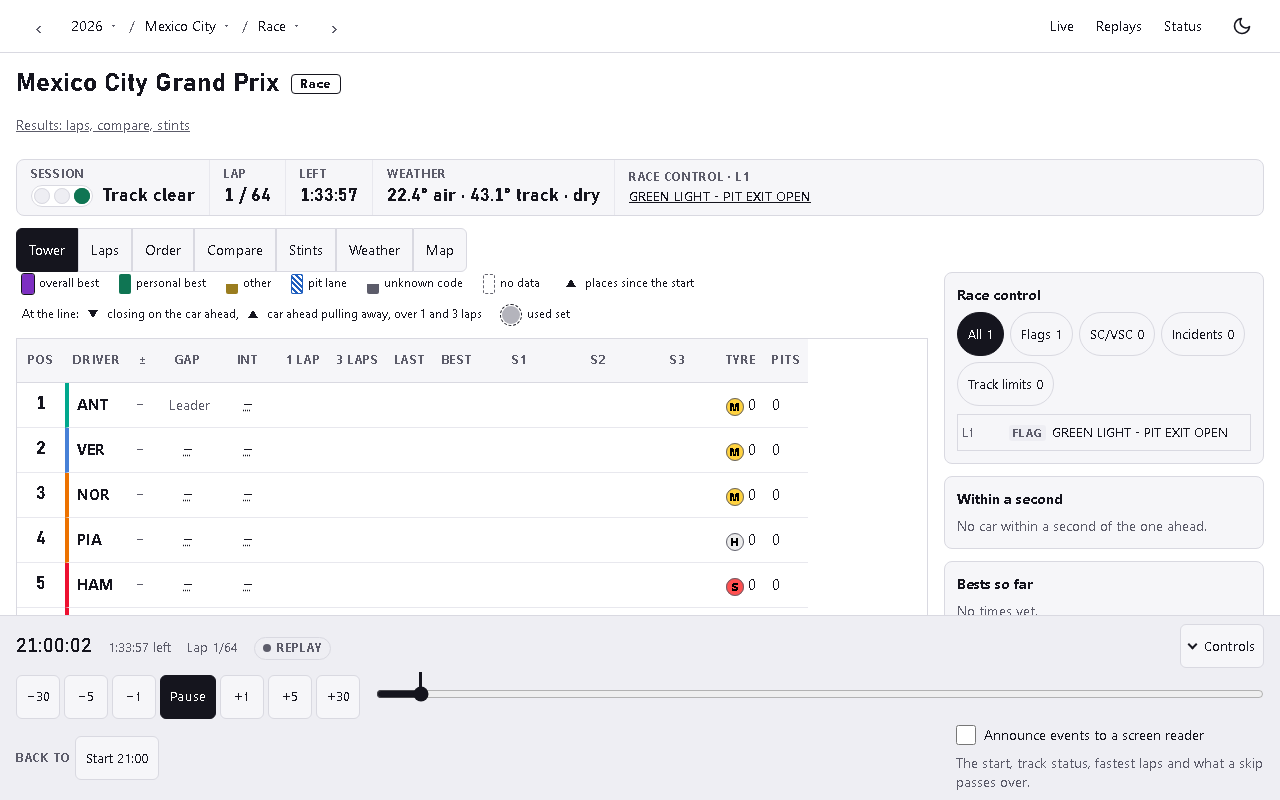 ‹ 2026 / Mexico City / Race ›
Live Replays Status
Mexico City Grand Prix Race
Results: laps, compare, stints
SESSION
Track clear
LAP
1 / 64
LEFT
1:33:57
WEATHER
22.4° air · 43.1° track · dry
RACE CONTROL · L1
GREEN LIGHT - PIT EXIT OPEN
Tower Laps Order Compare Stints Weather Map
overall best personal best other pit lane unknown code no data ▲ places since the start
At the line: ▼ closing on the car ahead, ▲ car ahead pulling away, over 1 and 3 laps used set
POS DRIVER ± GAP INT 1 LAP 3 LAPS LAST BEST S1 S2 S3 TYRE PITS
1 ANT – Leader — M 0 0
2 VER – — — M 0 0
3 NOR – — — M 0 0
4 PIA – — — H 0 0
5 HAM – — — S 0 0
Race control
All 1 Flags 1 SC/VSC 0 Incidents 0
Track limits 0
L1 FLAG GREEN LIGHT - PIT EXIT OPEN
Within a second
No car within a second of the one ahead.
Bests so far
No times yet.
21:00:02 1:33:57 left Lap 1/64 REPLAY
Controls
−30 −5 −1 Pause +1 +5 +30
BACK TO Start 21:00
Announce events to a screen reader
The start, track status, fastest laps and what a skip
passes over.